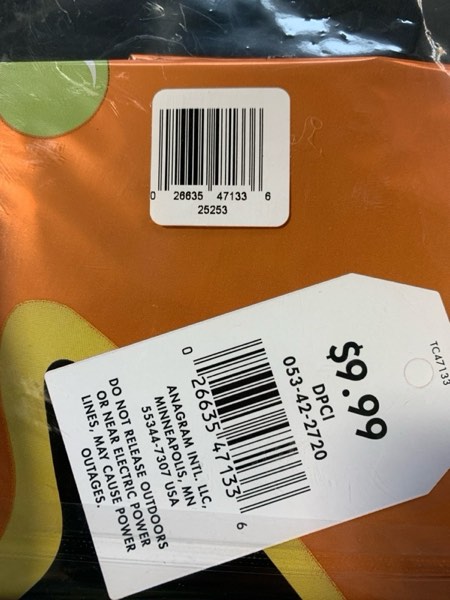 0 26635 47133 6
25253
TC47133
$9.99
DPCI
053-42-2720
0 26635 47133 6
ANAGRAM INTL. LLC,
MINNEAPOLIS, MN
55344-7307 USA
DO NOT RELEASE OUTDOORS
OR NEAR ELECTRIC POWER
LINES, MAY CAUSE POWER
OUTAGES.